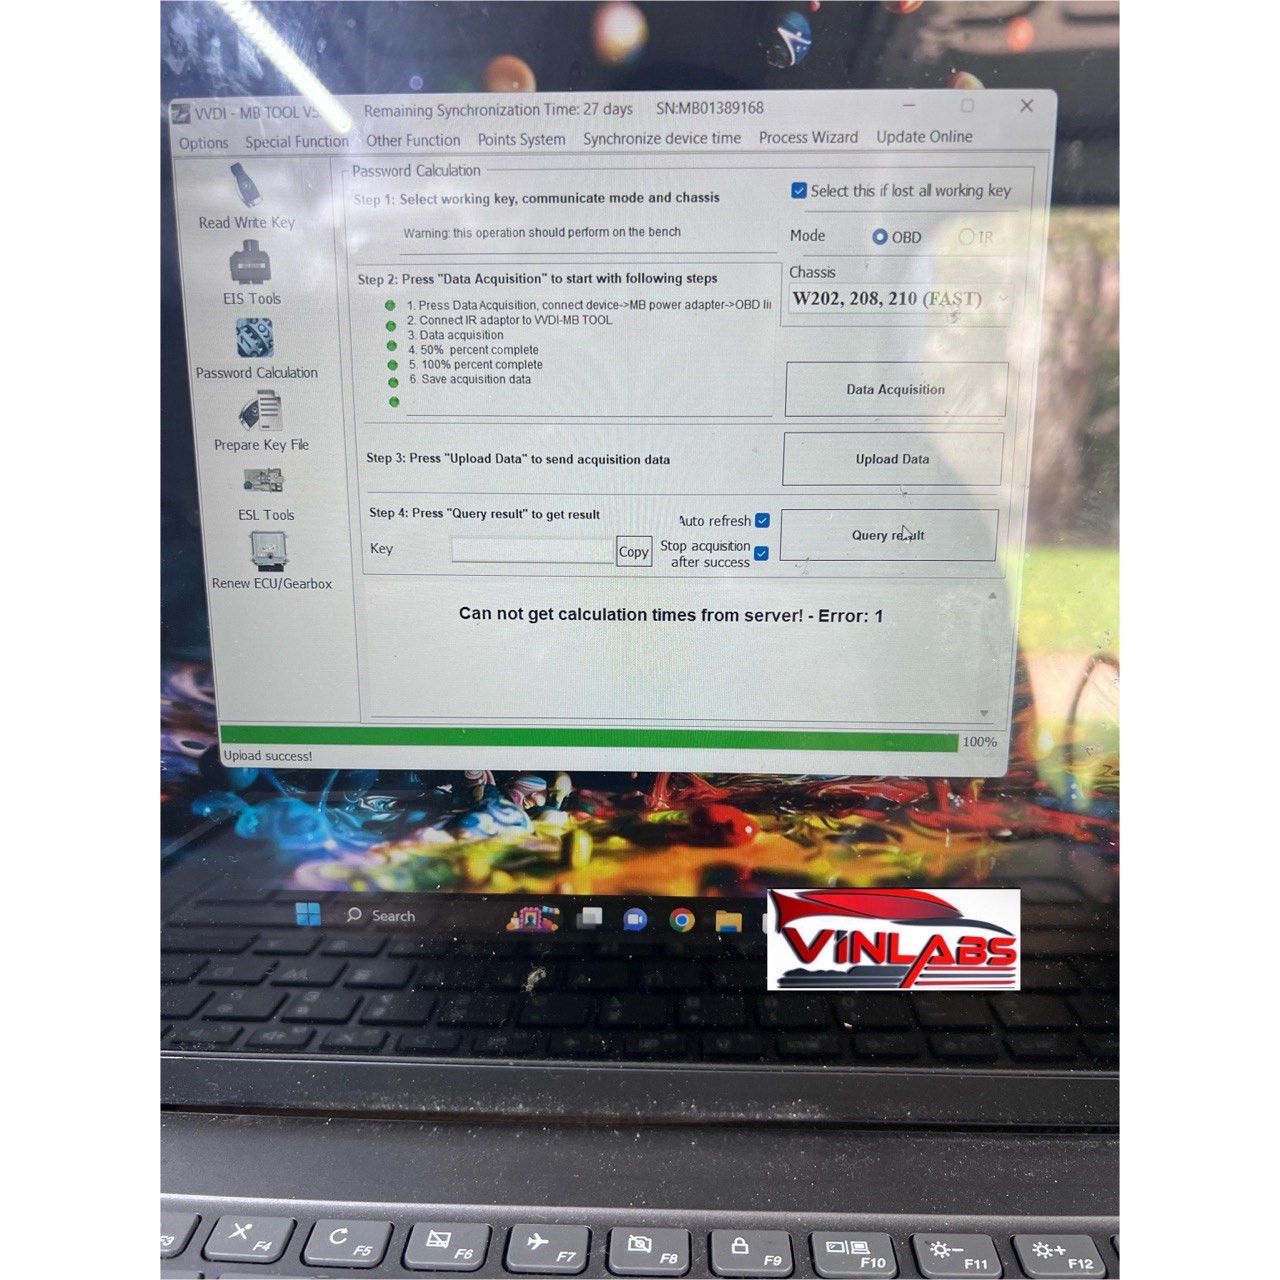 VVDI - MB TOOL V5. Remaining Synchronization Time: 27 days SN:MB01389168
Options Special Function Other Function Points System Synchronize device time Process Wizard Update Online
Read Write Key
EIS Tools
Password Calculation
Prepare Key File
ESL Tools
Renew ECU/Gearbox
Password Calculation
Step 1: Select working key, communicate mode and chassis
Warning: this operation should perform on the bench
Select this if lost all working key
Mode OBD IR
Chassis
W202, 208, 210 (FAST)
Step 2: Press "Data Acquisition" to start with following steps
1. Press Data Acquisition, connect device->MB power adapter->OBD li
2. Connect IR adaptor to VVDI-MB TOOL
3. Data acquisition
4. 50% percent complete
5. 100% percent complete
6. Save acquisition data
Data Acquisition
Step 3: Press "Upload Data" to send acquisition data
Upload Data
Step 4: Press "Query result" to get result
Auto refresh
Key
Copy
Stop acquisition
after success
Query result
Can not get calculation times from server! - Error: 1
100%
Upload success!
Search
VINLABS
F3 F4 F5 F6 F7 F8 F9 F10 F11 F12